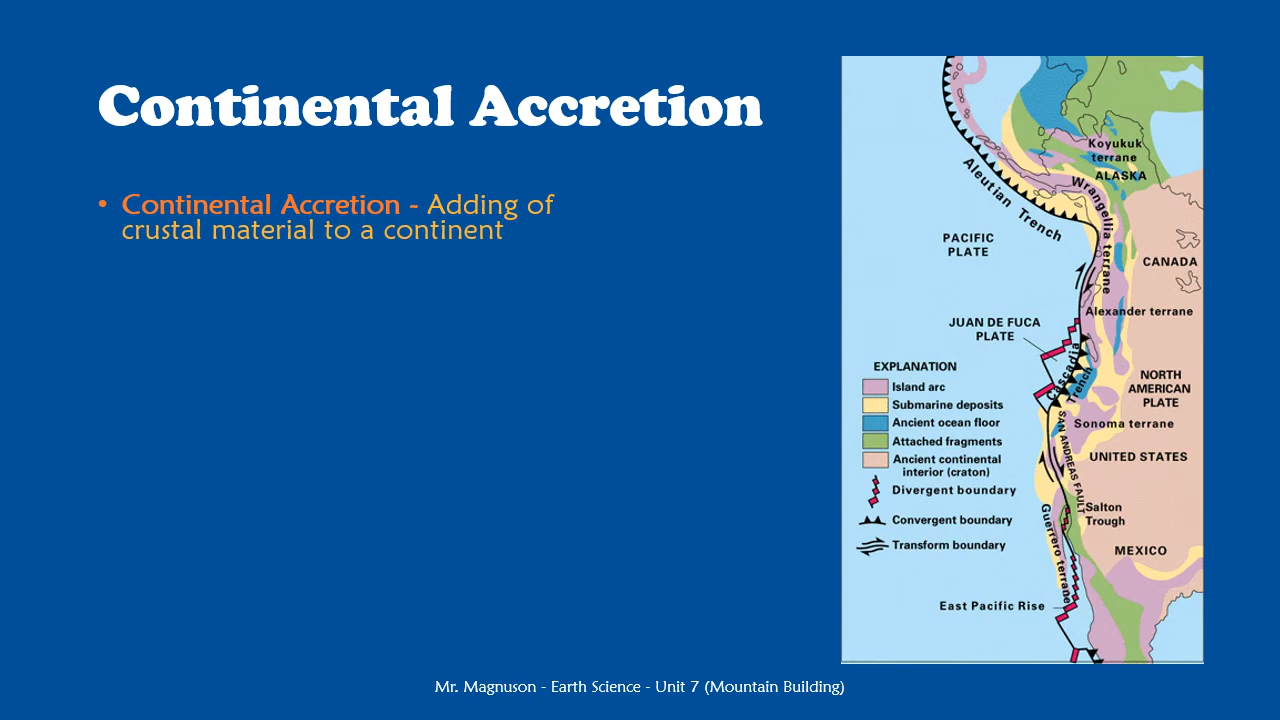 Continental Accretion
• Continental Accretion - Adding of
crustal material to a continent
Koyukuk
terrane
ALASKA
Aleutian Trench
Wrangellia terrane
PACIFIC
PLATE
CANADA
Alexander terrane
JUAN DE FUCA
PLATE
Cascadia
Trench
NORTH
AMERICAN
PLATE
SAN ANDREAS FAULT
Sonoma terrane
UNITED STATES
EXPLANATION
Island arc
Submarine deposits
Ancient ocean floor
Attached fragments
Ancient continental
interior (craton)
Divergent boundary
Convergent boundary
Transform boundary
Salton
Trough
Guerrero terrane
MEXICO
East Pacific Rise
Mr. Magnuson - Earth Science - Unit 7 (Mountain Building)